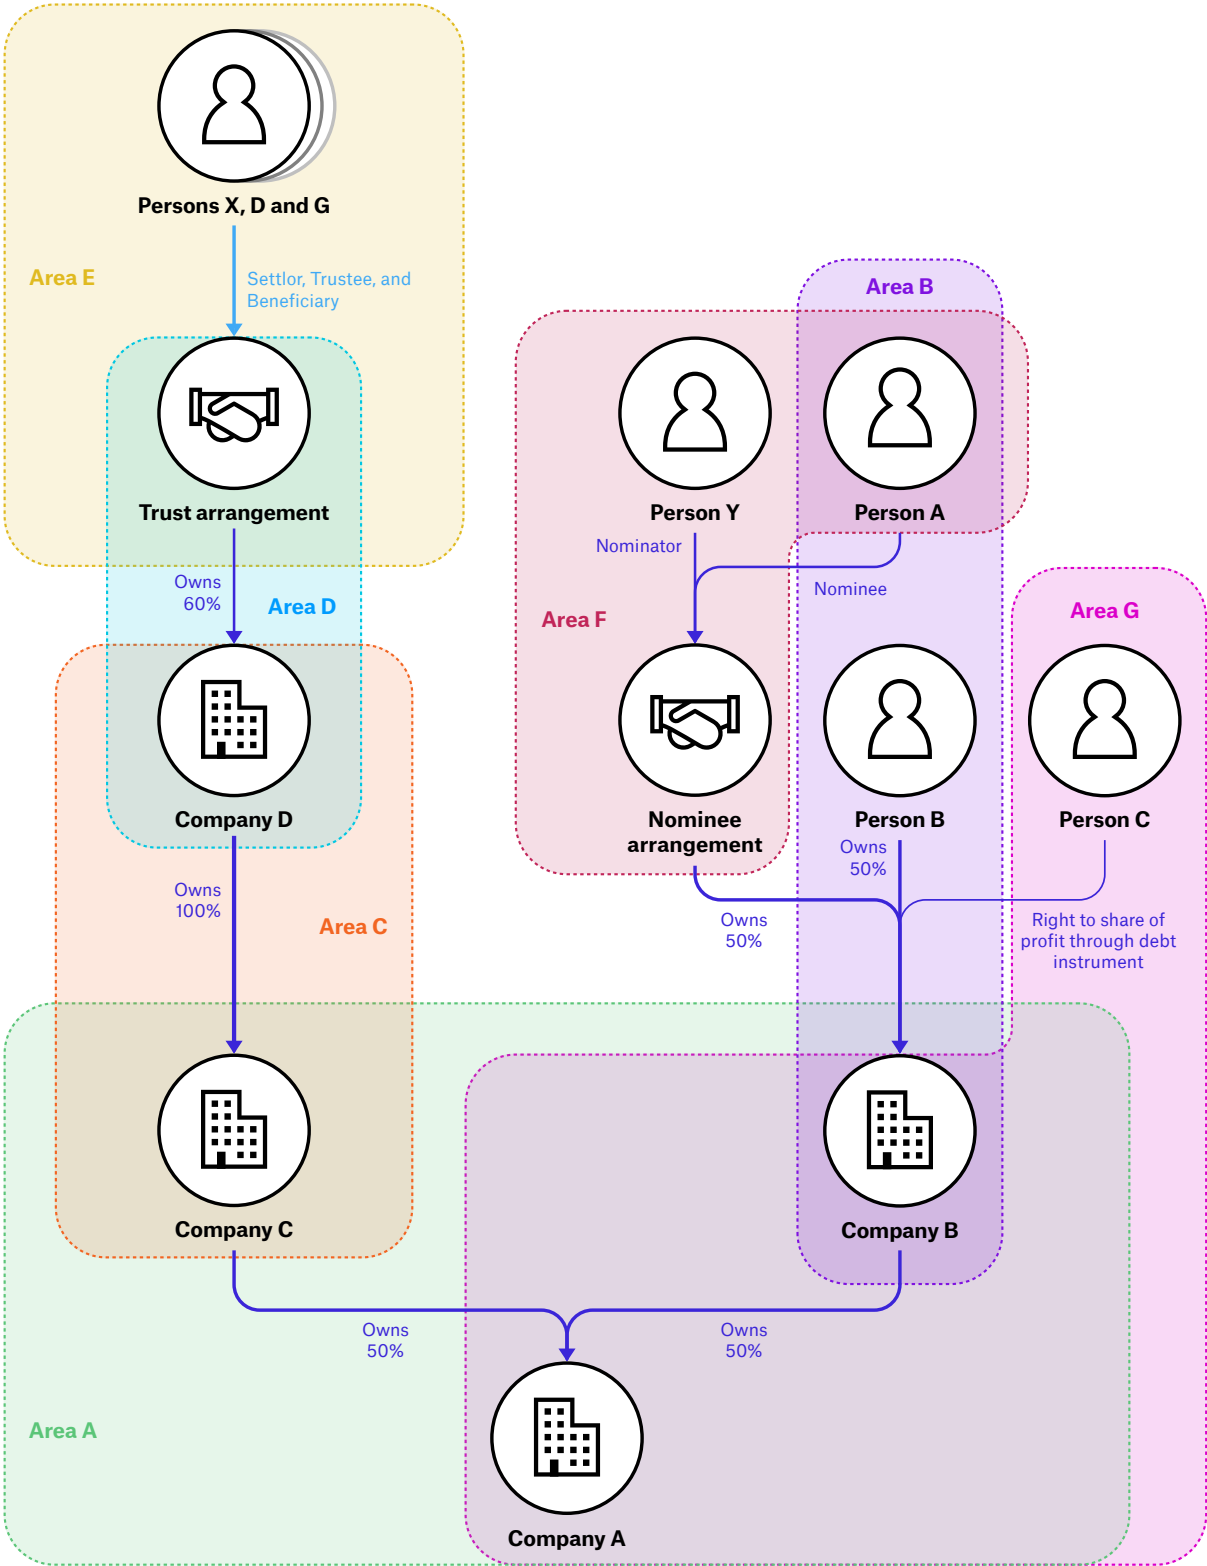 Persons X, D and G
Area E
Settlor, Trustee, and
Beneficiary
Area B
Trust arrangement
Person Y
Person A
Nominator
Nominee
Owns
60%
Area D
Area F
Area G
Company D
Nominee
arrangement
Person B
Person C
Owns
50%
Owns
100%
Area C
Owns
50%
Right to share of
profit through debt
instrument
Company C
Company B
Owns
50%
Owns
50%
Area A
Company A